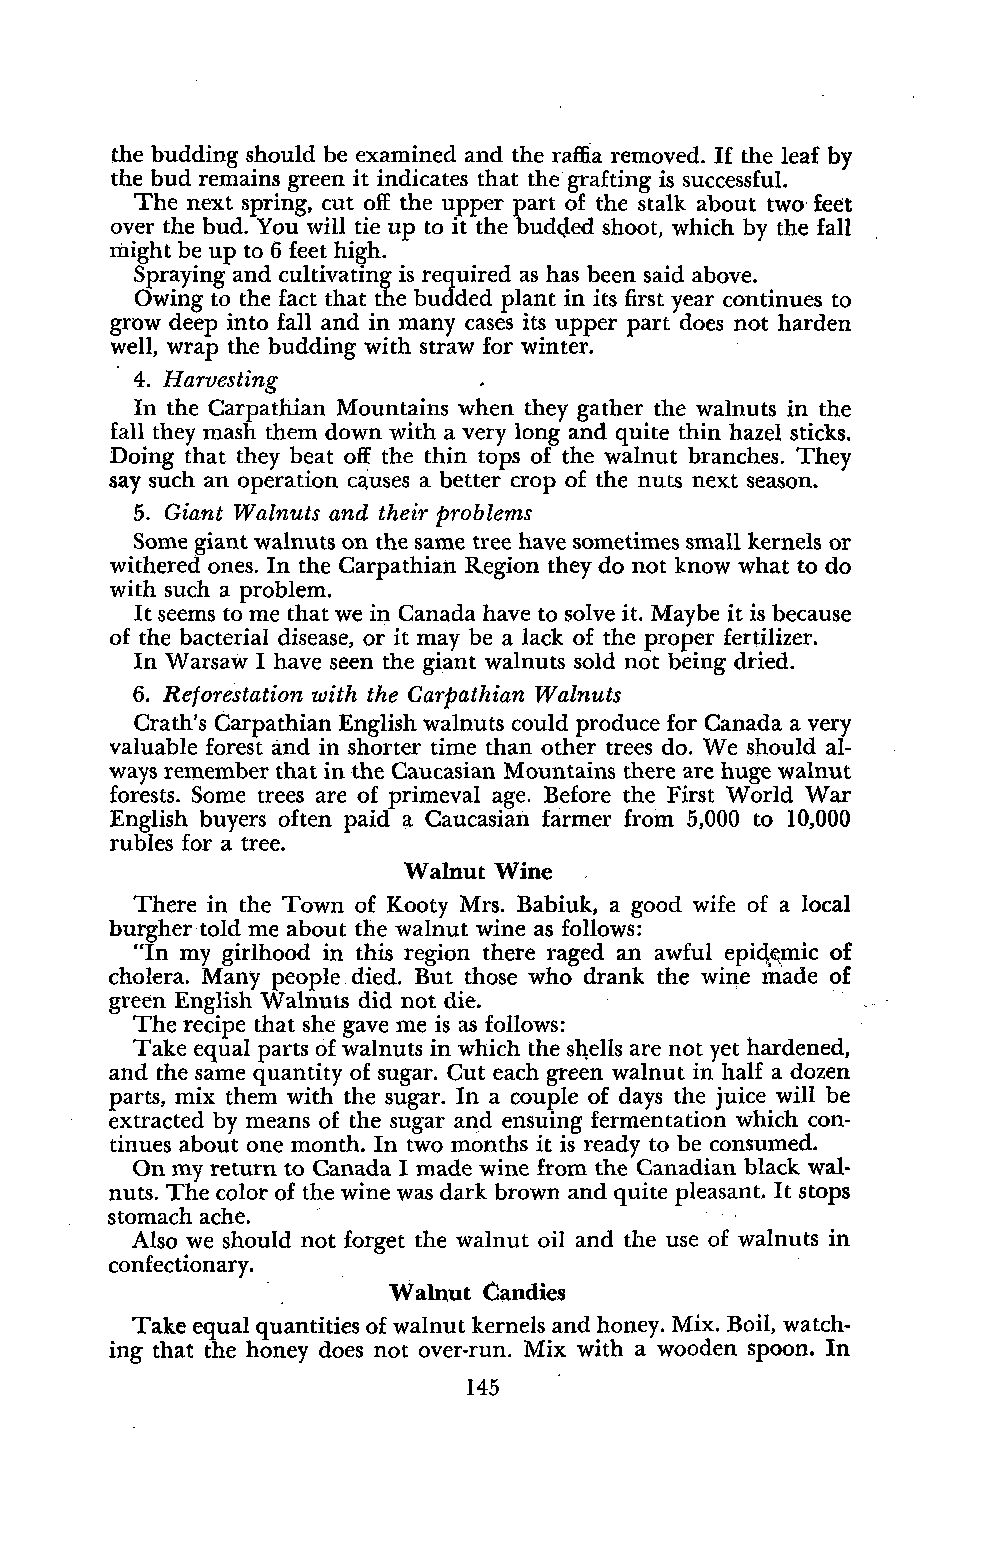 the budding should be examined and the raffia removed. If the leaf by
the bud remains green it indicates that the grafting is successful.
The next spring, cut off the upper part of the stalk about two feet
over the bud. You will tie up to it the budded shoot, which by the fall
might be up to 6 feet high.
Spraying and cultivating is required as has been said above.
Owing to the fact that the budded plant in its first year continues to
grow deep into fall and in many cases its upper part does not harden
well, wrap the budding with straw for winter.
4. Harvesting
In the Carpathian Mountains when they gather the walnuts in the
fall they mash them down with a very long and quite thin hazel sticks.
Doing that they beat off the thin tops of the walnut branches. They
say such an operation causes a better crop of the nuts next season.
5. Giant Walnuts and their problems
Some giant walnuts on the same tree have sometimes small kernels or
withered ones. In the Carpathian Region they do not know what to do
with such a problem.
It seems to me that we in Canada have to solve it. Maybe it is because
of the bacterial disease, or it may be a lack of the proper fertilizer.
In Warsaw I have seen the giant walnuts sold not being dried.
6. Reforestation with the Carpathian Walnuts
Crath's Carpathian English walnuts could produce for Canada a very
valuable forest and in shorter time than other trees do. We should al-
ways remember that in the Caucasian Mountains there are huge walnut
forests. Some trees are of primeval age. Before the First World War
English buyers often paid a Caucasian farmer from 5,000 to 10,000
rubles for a tree.
Walnut Wine
There in the Town of Kooty Mrs. Babiuk, a good wife of a local
burgher told me about the walnut wine as follows:
"In my girlhood in this region there raged an awful epidemic of
cholera. Many people died. But those who drank the wine made of
green English Walnuts did not die.
The recipe that she gave me is as follows:
Take equal parts of walnuts in which the shells are not yet hardened,
and the same quantity of sugar. Cut each green walnut in half a dozen
parts, mix them with the sugar. In a couple of days the juice will be
extracted by means of the sugar and ensuing fermentation which con-
tinues about one month. In two months it is ready to be consumed.
On my return to Canada I made wine from the Canadian black wal-
nuts. The color of the wine was dark brown and quite pleasant. It stops
stomach ache.
Also we should not forget the walnut oil and the use of walnuts in
confectionary.
Walnut Candies
Take equal quantities of walnut kernels and honey. Mix. Boil, watch-
ing that the honey does not over-run. Mix with a wooden spoon. In
145